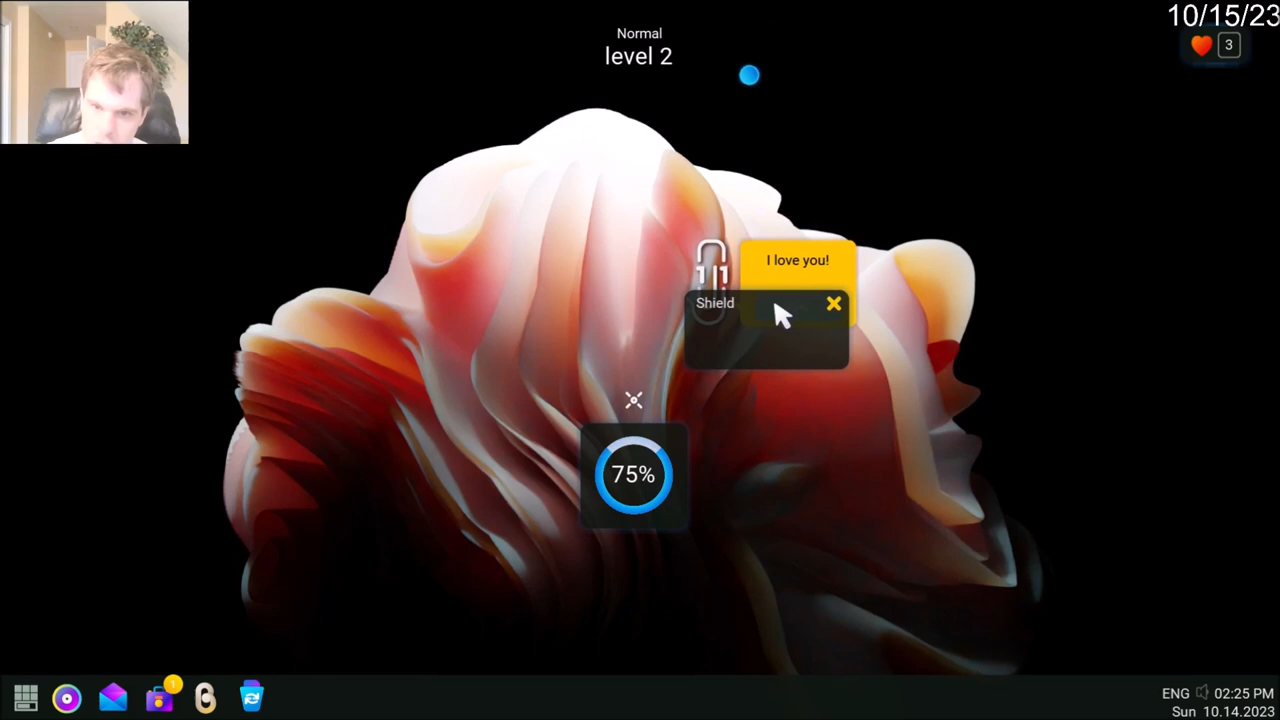 10/15/23
Normal
level 2
3
I love you!
Shield
75%
1
ENG 02:25 PM
Sun 10.14.2023